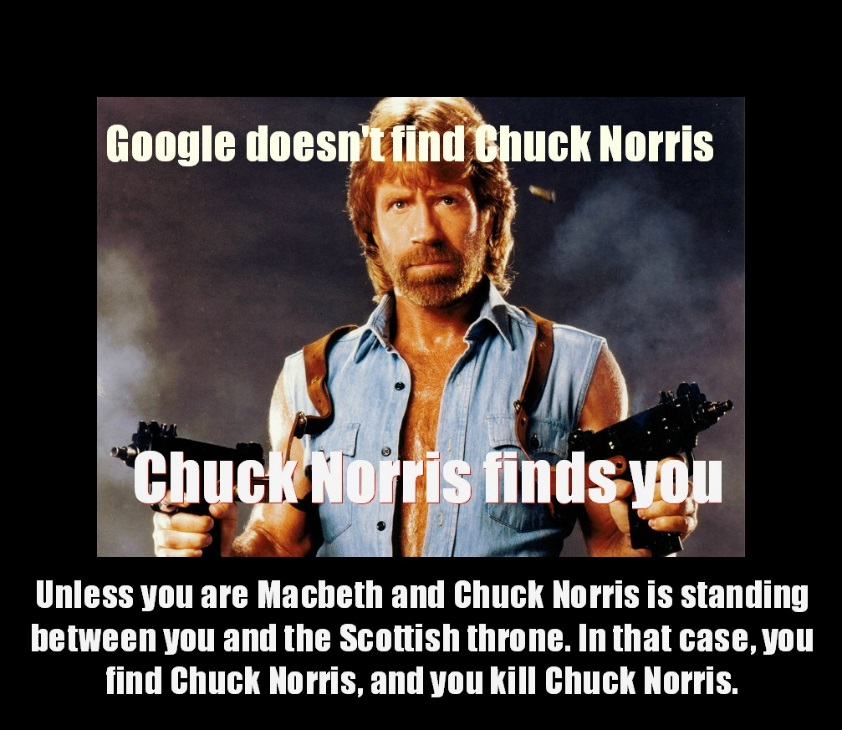 Google doesn't find Chuck Norris
Chuck Norris finds you
Unless you are Macbeth and Chuck Norris is standing
between you and the Scottish throne. In that case, you
find Chuck Norris, and you kill Chuck Norris.